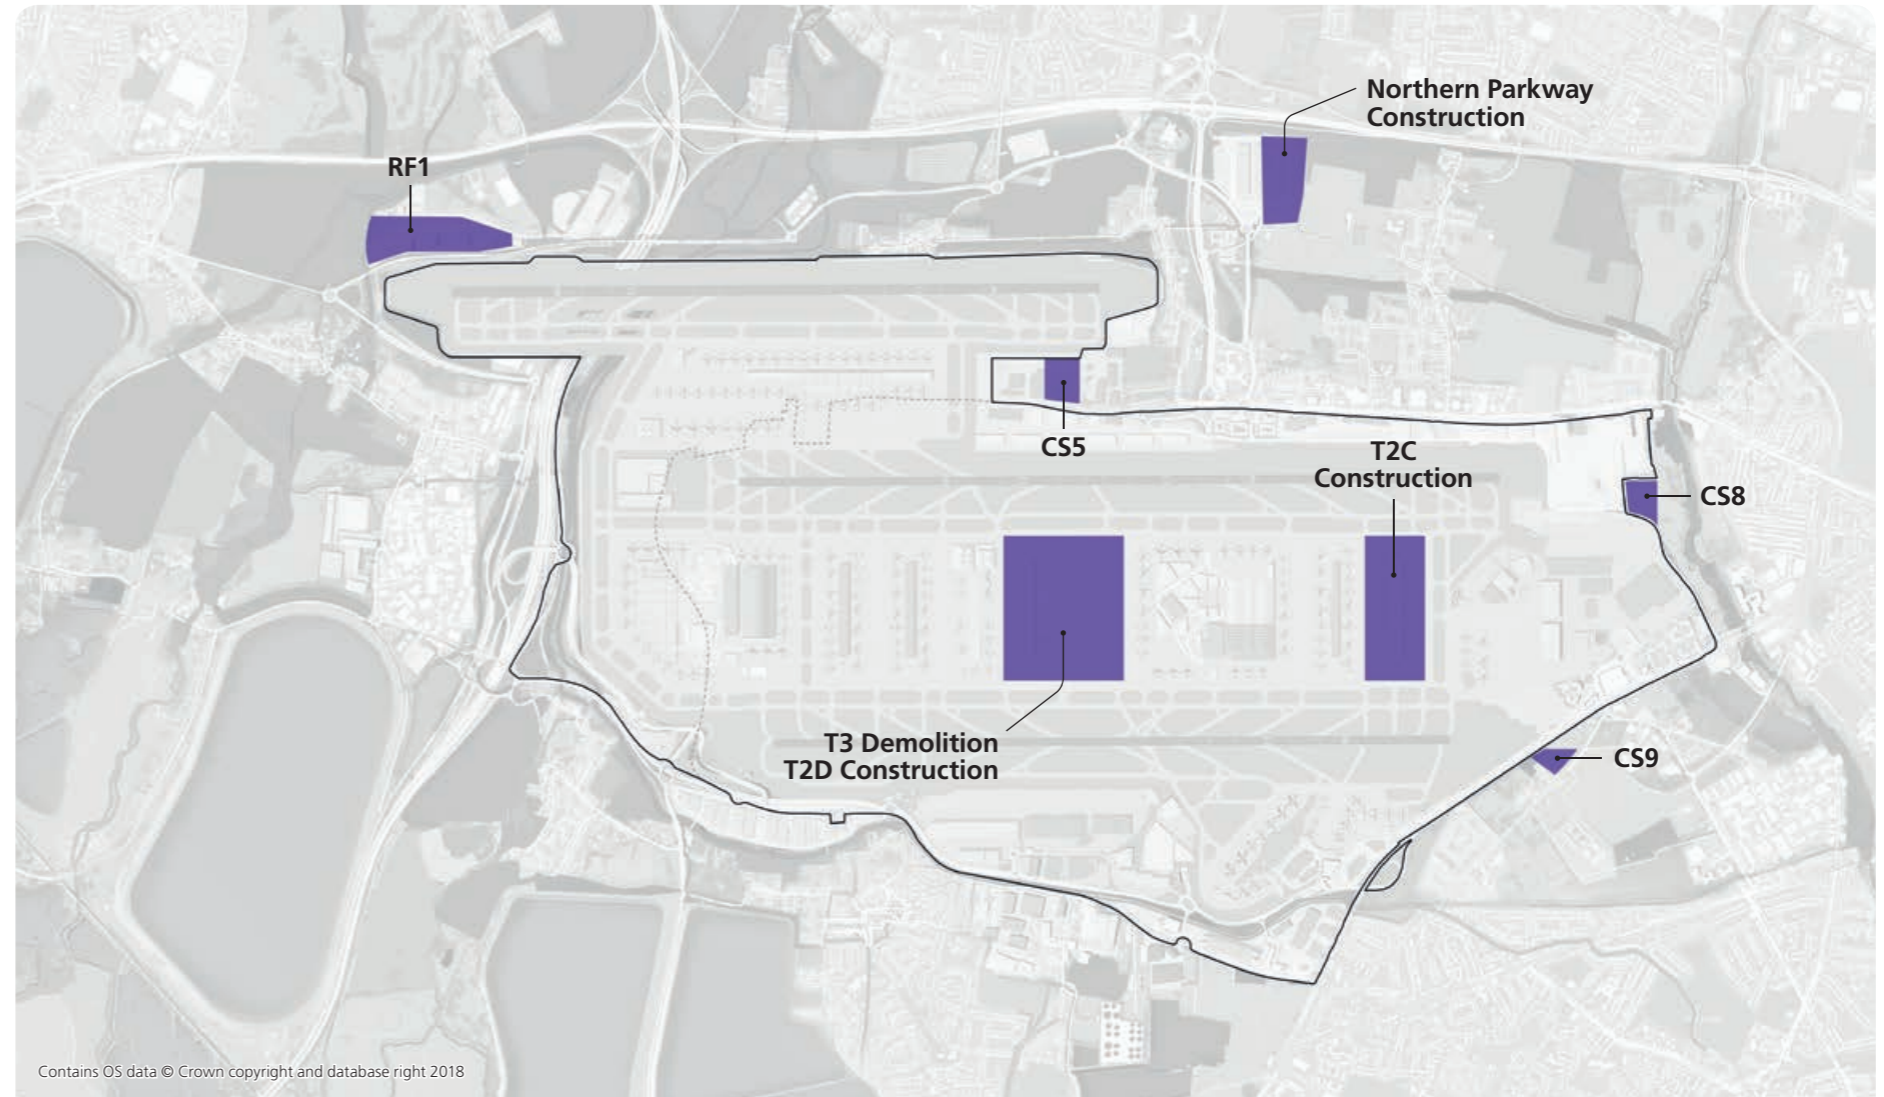 Northern Parkway
Construction
RF1
CS5
T2C
Construction
CS8
T3 Demolition
T2D Construction
CS9
Contains OS data © Crown copyright and database right 2018